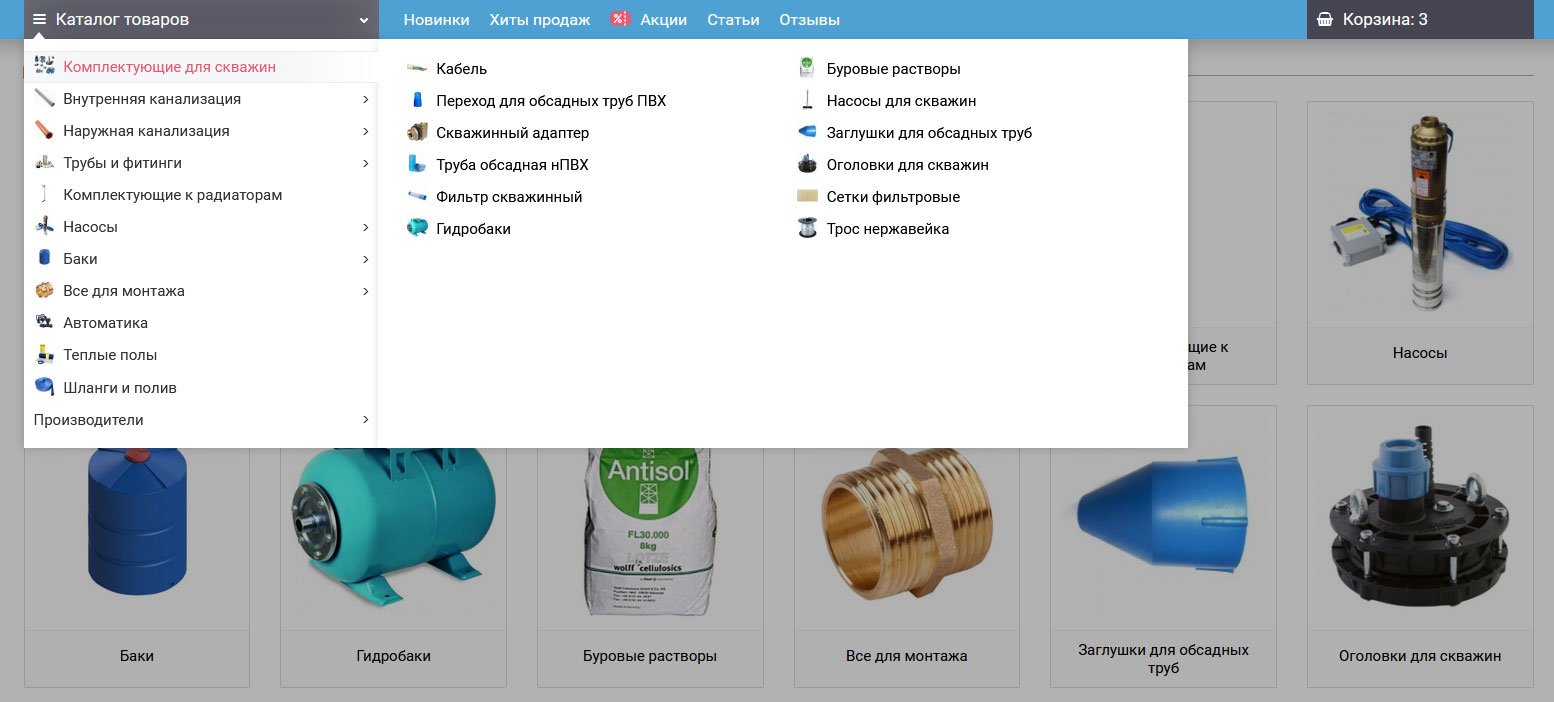 Каталог товаров
Новинки
Хиты продаж
%
Акции
Статьи
Отзывы
Корзина: 3
Комплектующие для скважин
Внутренняя канализация
Наружная канализация
Трубы и фитинги
Комплектующие к радиаторам
Насосы
Баки
Все для монтажа
Автоматика
Теплые полы
Шланги и полив
Производители
Кабель
Переход для обсадных труб ПВХ
Скважинный адаптер
Труба обсадная нПВХ
Фильтр скважинный
Гидробаки
Буровые растворы
Насосы для скважин
Заглушки для обсадных труб
Оголовки для скважин
Сетки фильтровые
Трос нержавейка
щие к
ам
Насосы
Antisol
FL30.000
8kg
wolff cellulosics
Баки
Гидробаки
Буровые растворы
Все для монтажа
Заглушки для обсадных
труб
Оголовки для скважин